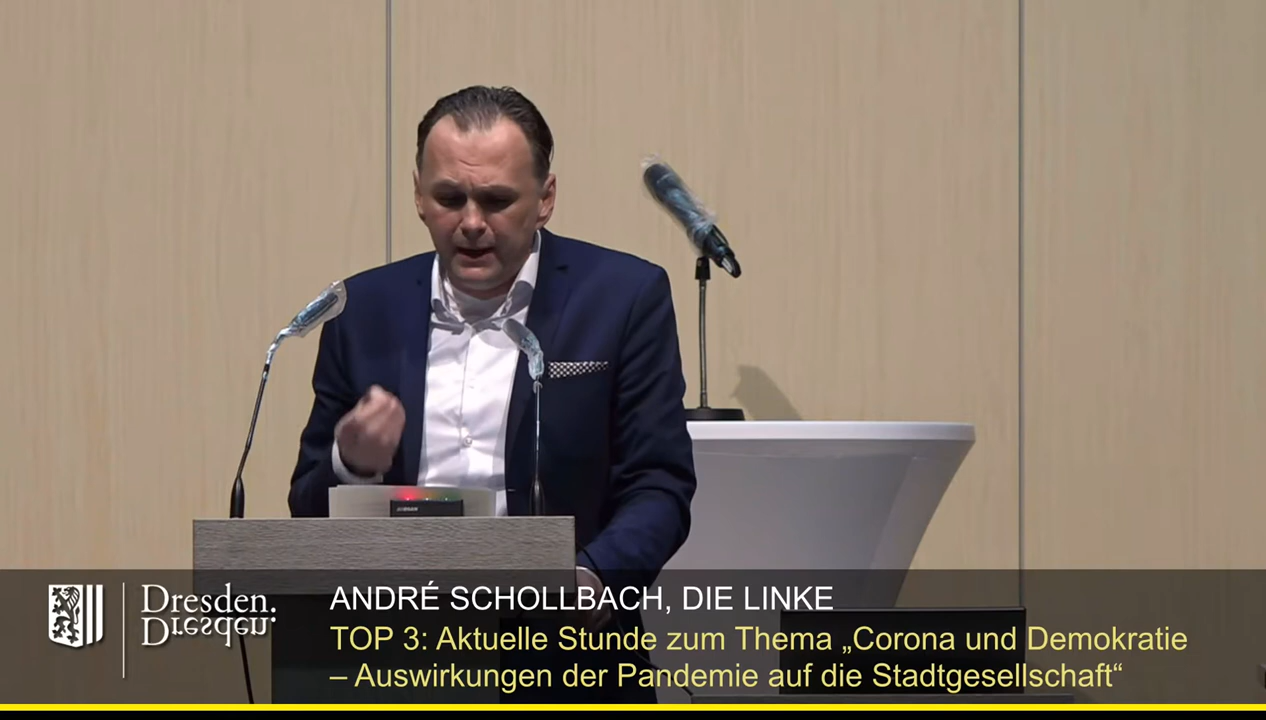 Dresden.
Dresden.
ANDRÉ SCHOLLBACH, DIE LINKE
TOP 3: Aktuelle Stunde zum Thema „Corona und Demokratie
– Auswirkungen der Pandemie auf die Stadtgesellschaft“